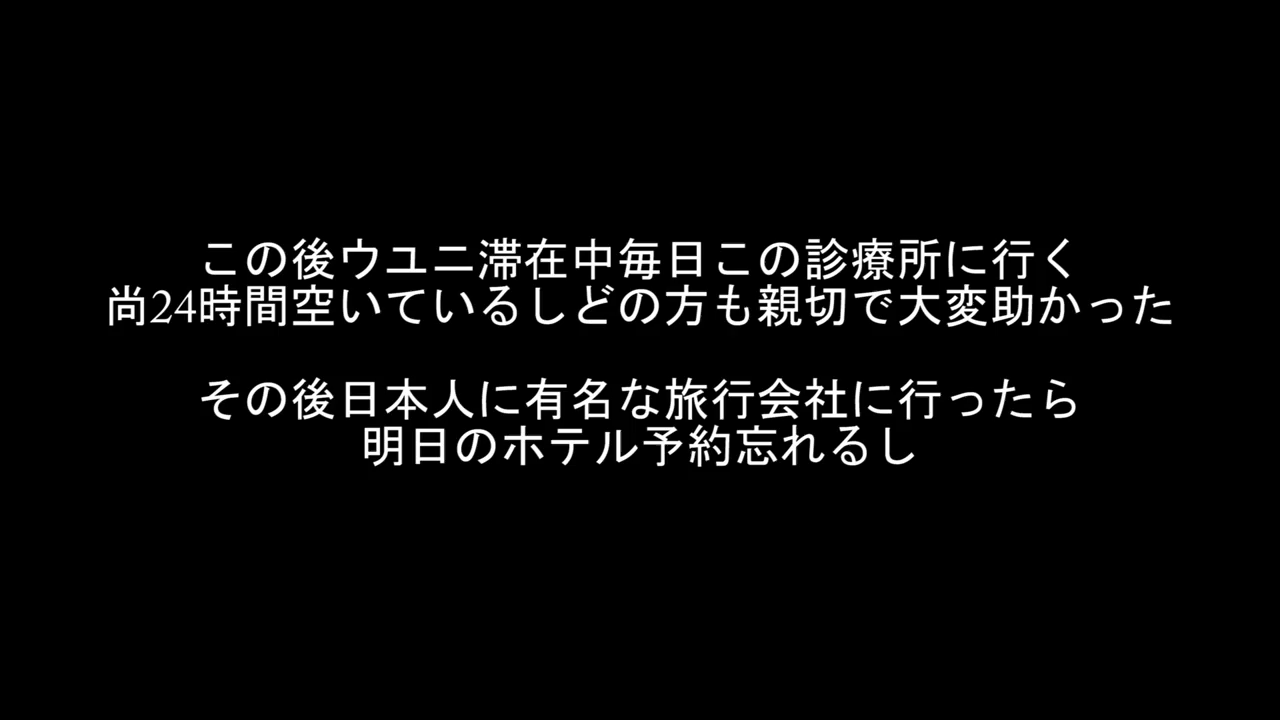 この後ウユニ滞在中毎日この診療所に行く
尚24時間空いているしどの方も親切で大変助かった
その後日本人に有名な旅行会社に行ったら
明日のホテル予約忘れるし